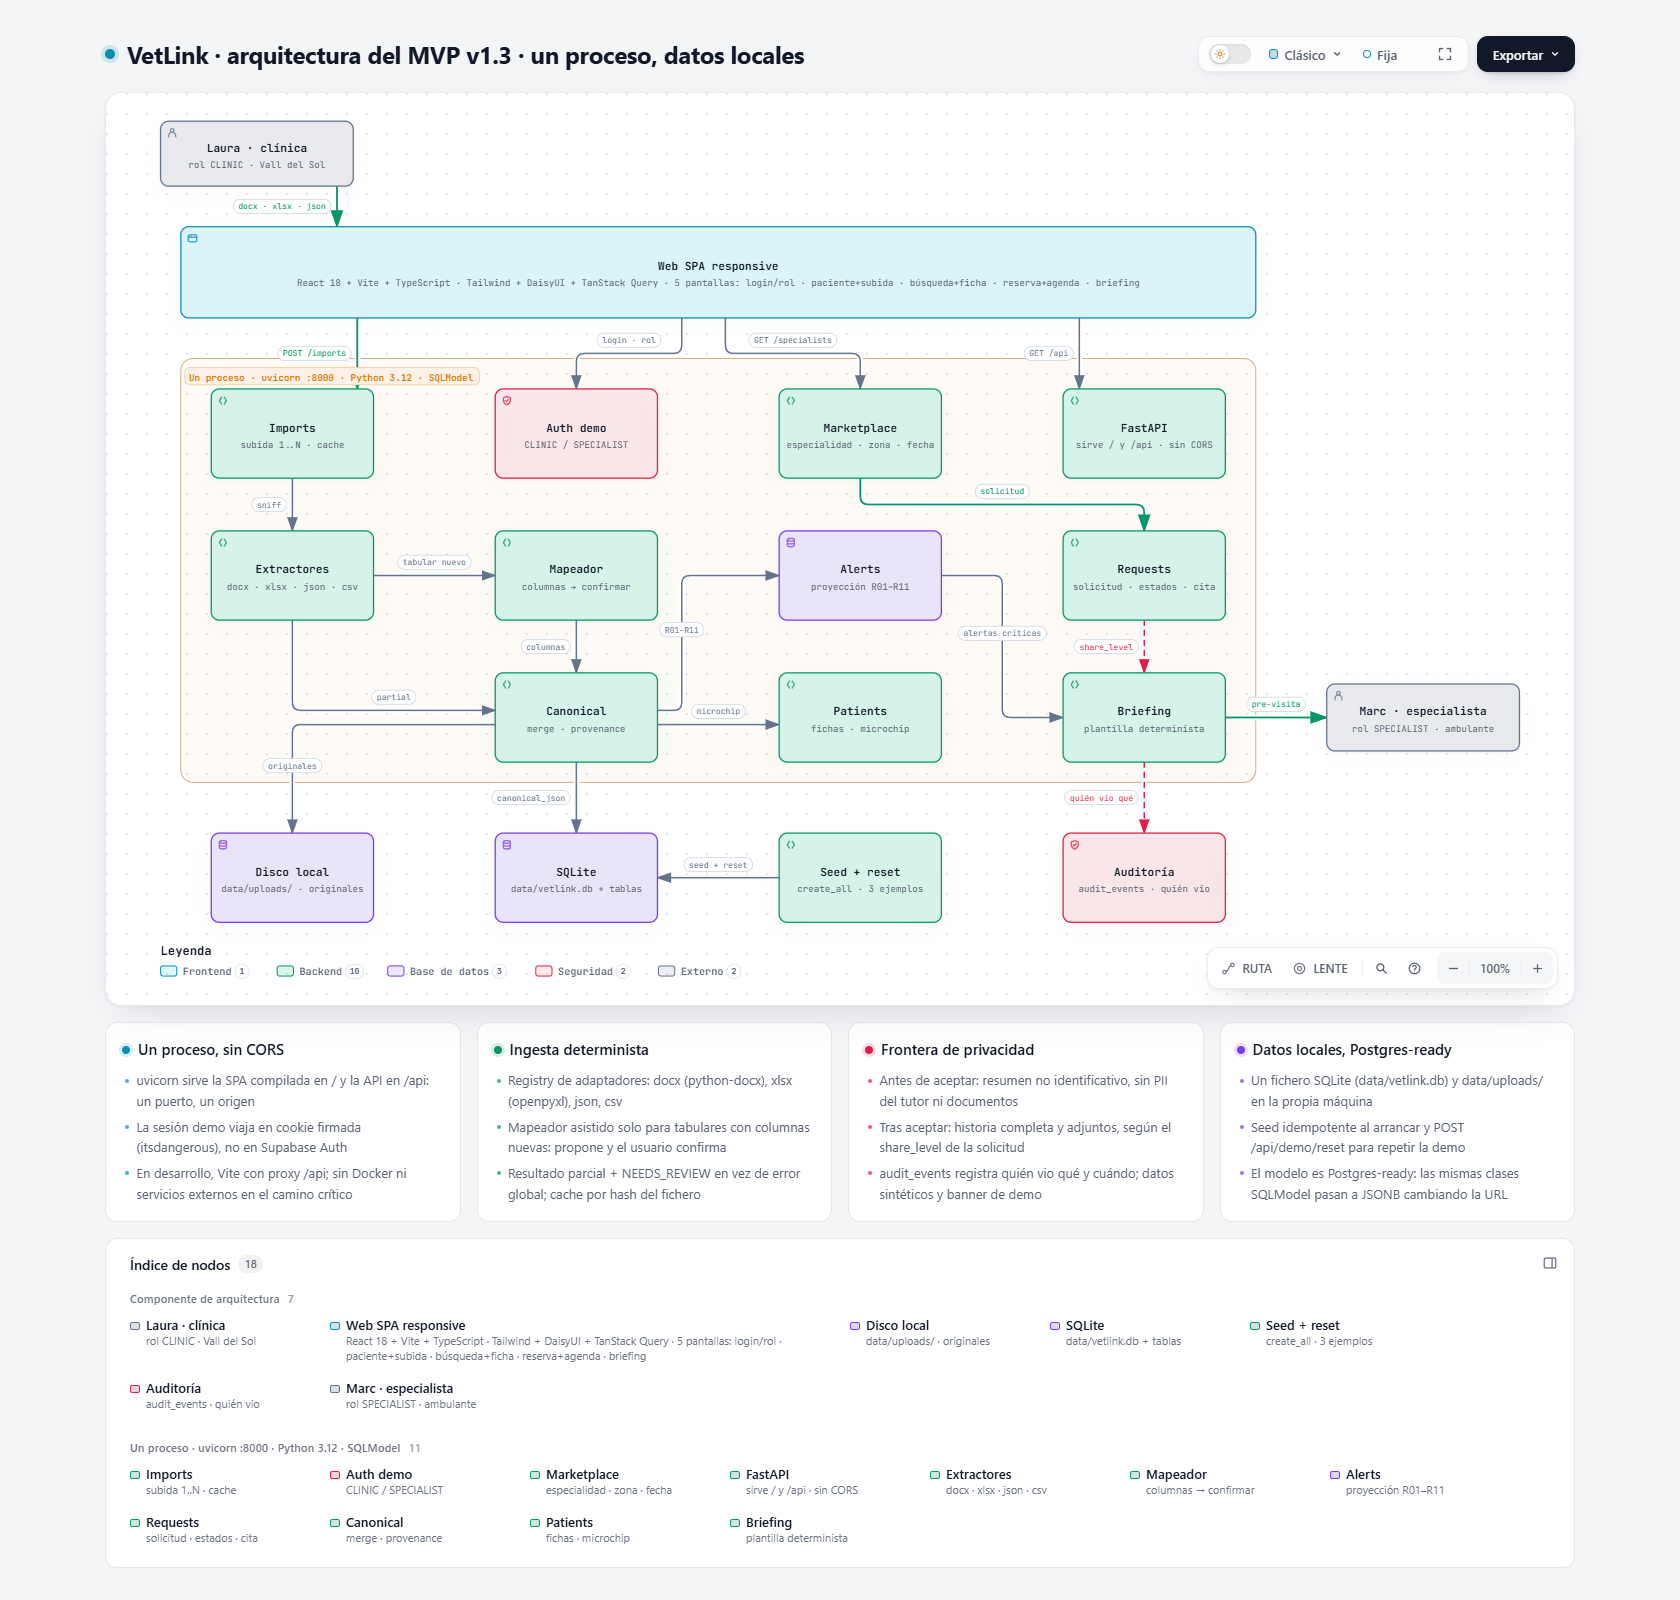 VetLink · arquitectura del MVP v1.3 · un proceso, datos locales
Clásico
Fija
Exportar
Laura · clínica
rol CLINIC · Vall del Sol
docx · xlsx · json
Web SPA responsive
React 18 + Vite + TypeScript · Tailwind + DaisyUI + TanStack Query · 5 pantallas: login/rol · paciente+subida · búsqueda+ficha · reserva+agenda · briefing
login · rol
GET /specialists
POST /imports
GET /api
Un proceso · uvicorn :8000 · Python 3.12 · SQLModel
Imports
subida 1..N · cache
Auth demo
CLINIC / SPECIALIST
Marketplace
especialidad · zona · fecha
FastAPI
sirve / y /api · sin CORS
solicitud
sniff
Extractores
docx · xlsx · json · csv
tabular nuevo
Mapeador
columnas → confirmar
Alerts
proyección R01–R11
Requests
solicitud · estados · cita
R01–R11
alertas críticas
columnas
share_level
partial
Canonical
merge · provenance
microchip
Patients
fichas · microchip
Briefing
plantilla determinista
pre-visita
Marc · especialista
rol SPECIALIST · ambulante
originales
canonical_json
quién vio qué
Disco local
data/uploads/ · originales
SQLite
data/vetlink.db + tablas
seed + reset
Seed + reset
create_all · 3 ejemplos
Auditoría
audit_events · quién vio
Leyenda
Frontend 1
Backend 10
Base de datos 3
Seguridad 2
Externo 2
RUTA
LENTE
− 100% +
Un proceso, sin CORS
uvicorn sirve la SPA compilada en / y la API en /api:
un puerto, un origen
La sesión demo viaja en cookie firmada
(itsdangerous), no en Supabase Auth
En desarrollo, Vite con proxy /api; sin Docker ni
servicios externos en el camino crítico
Ingesta determinista
Registry de adaptadores: docx (python-docx), xlsx
(openpyxl), json, csv
Mapeador asistido solo para tabulares con columnas
nuevas: propone y el usuario confirma
Resultado parcial + NEEDS_REVIEW en vez de error
global; cache por hash del fichero
Frontera de privacidad
Antes de aceptar: resumen no identificativo, sin PII
del tutor ni documentos
Tras aceptar: historia completa y adjuntos, según el
share_level de la solicitud
audit_events registra quién vio qué y cuándo; datos
sintéticos y banner de demo
Datos locales, Postgres-ready
Un fichero SQLite (data/vetlink.db) y data/uploads/
en la propia máquina
Seed idempotente al arrancar y POST
/api/demo/reset para repetir la demo
El modelo es Postgres-ready: las mismas clases
SQLModel pasan a JSONB cambiando la URL
Índice de nodos 18
Componente de arquitectura 7
Laura · clínica
rol CLINIC · Vall del Sol
Web SPA responsive
React 18 + Vite + TypeScript · Tailwind + DaisyUI + TanStack Query · 5 pantallas: login/rol ·
paciente+subida · búsqueda+ficha · reserva+agenda · briefing
Disco local
data/uploads/ · originales
SQLite
data/vetlink.db + tablas
Seed + reset
create_all · 3 ejemplos
Auditoría
audit_events · quién vio
Marc · especialista
rol SPECIALIST · ambulante
Un proceso · uvicorn :8000 · Python 3.12 · SQLModel 11
Imports
subida 1..N · cache
Auth demo
CLINIC / SPECIALIST
Marketplace
especialidad · zona · fecha
FastAPI
sirve / y /api · sin CORS
Extractores
docx · xlsx · json · csv
Mapeador
columnas → confirmar
Alerts
proyección R01–R11
Requests
solicitud · estados · cita
Canonical
merge · provenance
Patients
fichas · microchip
Briefing
plantilla determinista